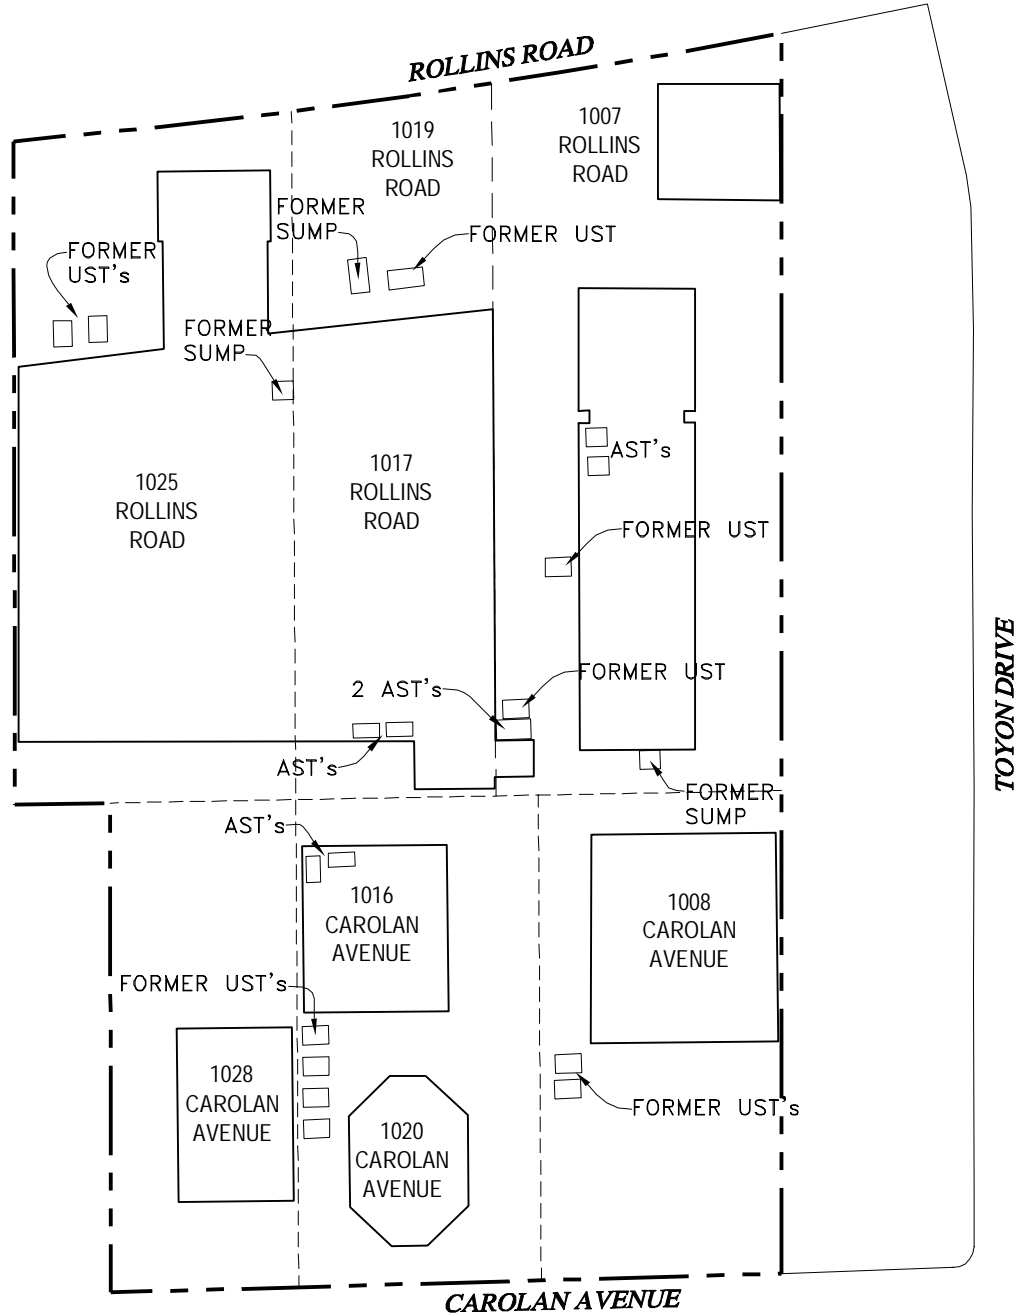 ROLLINS ROAD
1019
ROLLINS
ROAD
1007
ROLLINS
ROAD
FORMER
SUMP
FORMER UST
FORMER
UST's
FORMER
SUMP
AST's
1025
ROLLINS
ROAD
1017
ROLLINS
ROAD
FORMER UST
FORMER UST
2 AST's
TOYON DRIVE
AST's
FORMER
SUMP
AST's
1016
CAROLAN
AVENUE
1008
CAROLAN
AVENUE
FORMER UST's
1028
CAROLAN
AVENUE
FORMER UST's
1020
CAROLAN
AVENUE
CAROLAN AVENUE